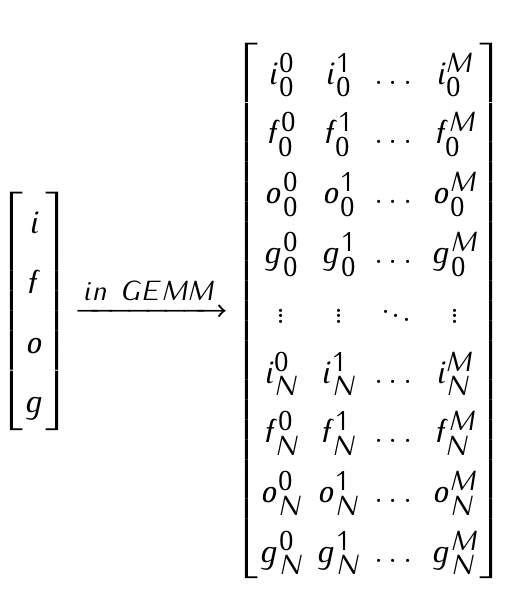 i
f
o
g
in GEMM
i_0^0 i_0^1 … i_0^M
f_0^0 f_0^1 … f_0^M
o_0^0 o_0^1 … o_0^M
g_0^0 g_0^1 … g_0^M
⋮ ⋮ ⋱ ⋮
i_N^0 i_N^1 … i_N^M
f_N^0 f_N^1 … f_N^M
o_N^0 o_N^1 … o_N^M
g_N^0 g_N^1 … g_N^M